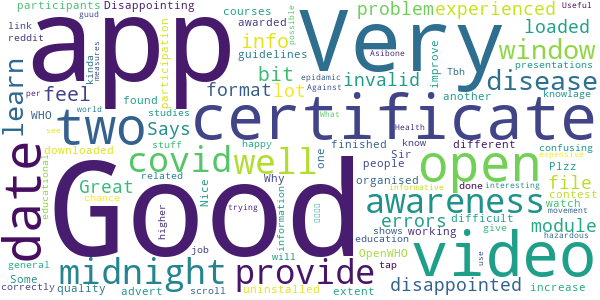 participants Disappointing
guud
link
reddit
courses
awarded
problem experienced
Useful
app
Very
possible
kinda
measures
participation
info
guidelines
loaded
window
learn
feel
bit
invalid
improve
Tbh
Asibone
presentations
per
epidemic Against
format lot
another
disease
knowlage
WHO
found
two
certificate
world
downloaded
studies
Says
stuff
happy
finished
What
Health
know
different
confusing
date
see
covid well
one
Sir
people
open
Plzz
file
expensive
educational
Great
related
Why
organised
done interesting
contest
Good
chance
Nice
information
awareness
informative
watch
movement
midnight
higher
trying
provide
errors
difficult
module
general
job
will
education
shows working
give
hazardous
Some
video
correctly quality
advert
scroll
uninstalled
extent
OpenWHO
tap
disappointed
use
increase